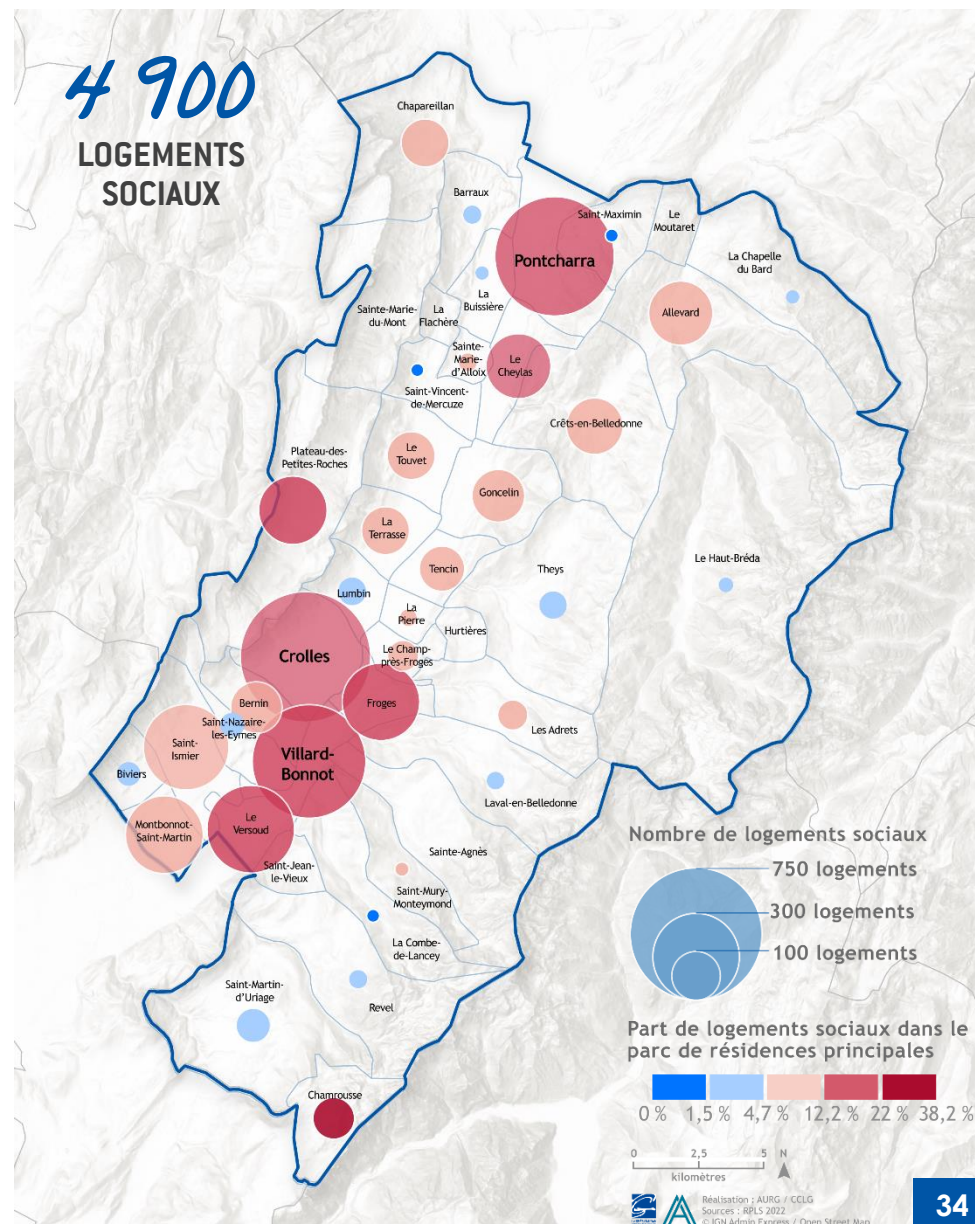 4 900
LOGEMENTS
SOCIAUX
Chapareillan
Barraux
Saint-Maximin
Le
Moutaret
La Chapelle
du Bard
Pontcharra
La
Buissière
Sainte-Marie-
du-Mont
La
Flachère
Allevard
Sainte-
Marie-
d'Alloix
Le
Cheylas
Saint-Vincent-
de-Mercuze
Crêts-en-Belledonne
Plateau-des-
Petites-Roches
Le
Touvet
Goncelin
La
Terrasse
Tencin
Theys
Le Haut-Bréda
Lumbin
La
Pierre
Hurtières
Crolles
Le Champ-
près-Froges
Bernin
Froges
Saint-Nazaire-
les-Eymes
Les Adrets
Saint-
Ismier
Villard-
Bonnot
Biviers
Laval-en-Belledonne
Montbonnot-
Saint-Martin
Le
Versoud
Sainte-Agnès
Saint-Jean-
le-Vieux
Saint-Mury-
Monteymond
La Combe-
de-Lancey
Saint-Martin-
d'Uriage
Revel
Chamrousse
Nombre de logements sociaux
750 logements
300 logements
100 logements
Part de logements sociaux dans le
parc de résidences principales
0 % 1,5 % 4,7 % 12,2 % 22 % 38,2 %
0 2,5 5 N
kilomètres
Réalisation : AURG / CCLG
Sources : RPLS 2022
© IGN Admin Express / Open Street Map
34